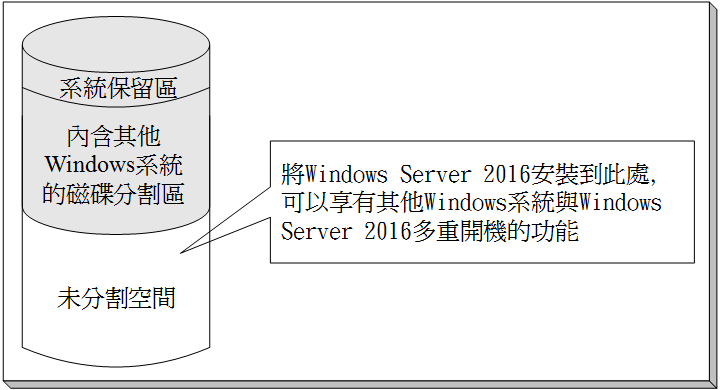 系統保留區
內含其他
Windows系統
的磁碟分割區
將Windows Server 2016安裝到此處,
可以享有其他Windows系統與Windows
Server 2016多重開機的功能
未分割空間